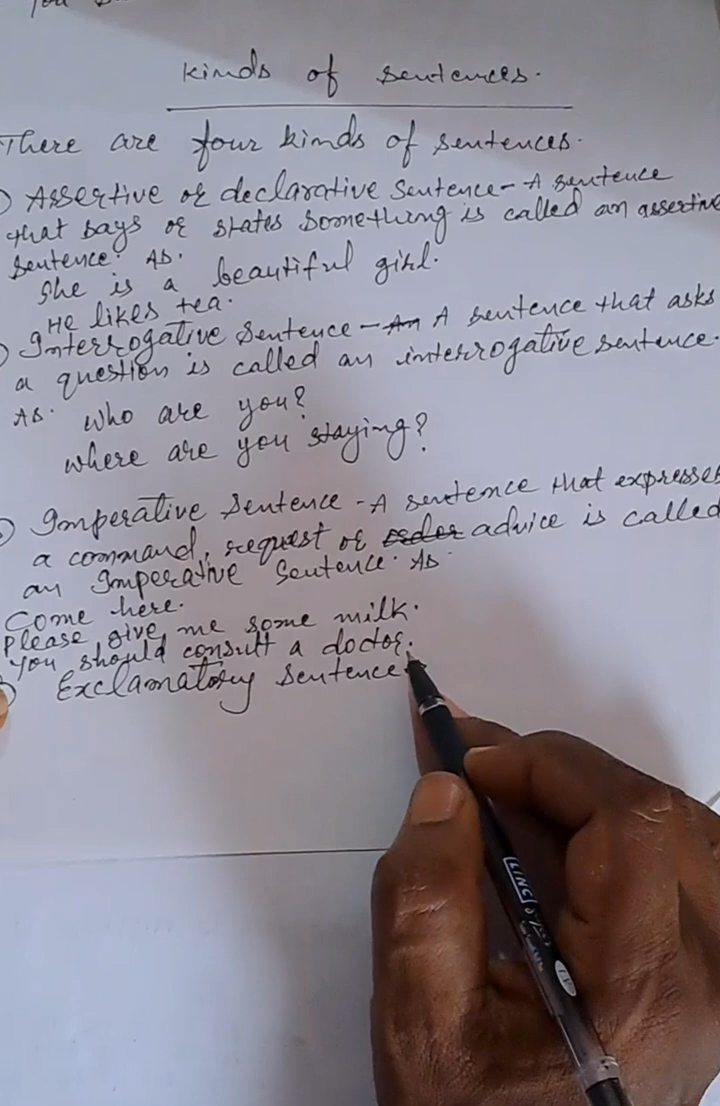 You
Kinds of sentences.
There are four kinds of sentences.
) Assertive or declarative sentence - A sentence
that says or states something is called an assertive
sentence. As.
She is a beautiful girl.
He likes tea.
) Interrogative Sentence - An A sentence that asks
a question is called an interrogative sentence.
As. Who are you?
where are you staying?
) Imperative Sentence - A sentence that expresses
a command, request or order advice is called
an Imperative Sentence. As
Come here.
Please give me some milk.
You should consult a doctor.
) Exclamatory Sentence
LINC